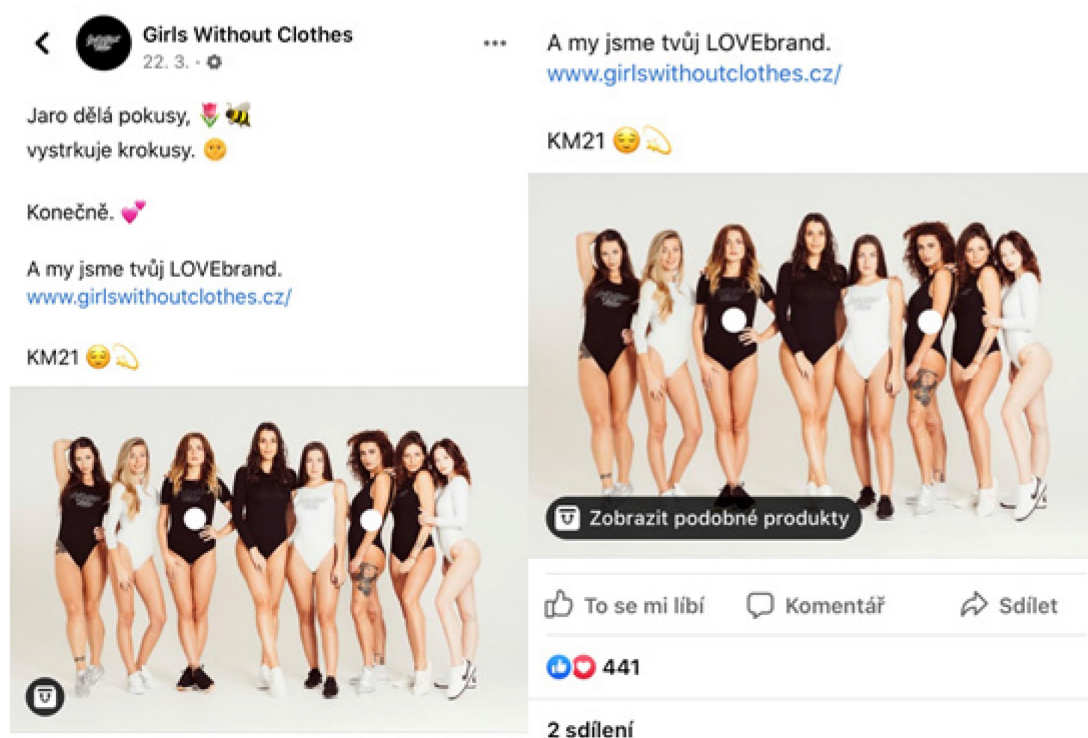 Girls Without Clothes
22. 3. ·
Jaro dělá pokusy, 🌷🐝
vystrkuje krokusy. 🌞
Konečně. 💕
A my jsme tvůj LOVEbrand.
www.girlswithoutclothes.cz/
KM21 😌💫
A my jsme tvůj LOVEbrand.
www.girlswithoutclothes.cz/
KM21 😌💫
Zobrazit podobné produkty
To se mi líbí
Komentář
Sdílet
441
2 sdílení